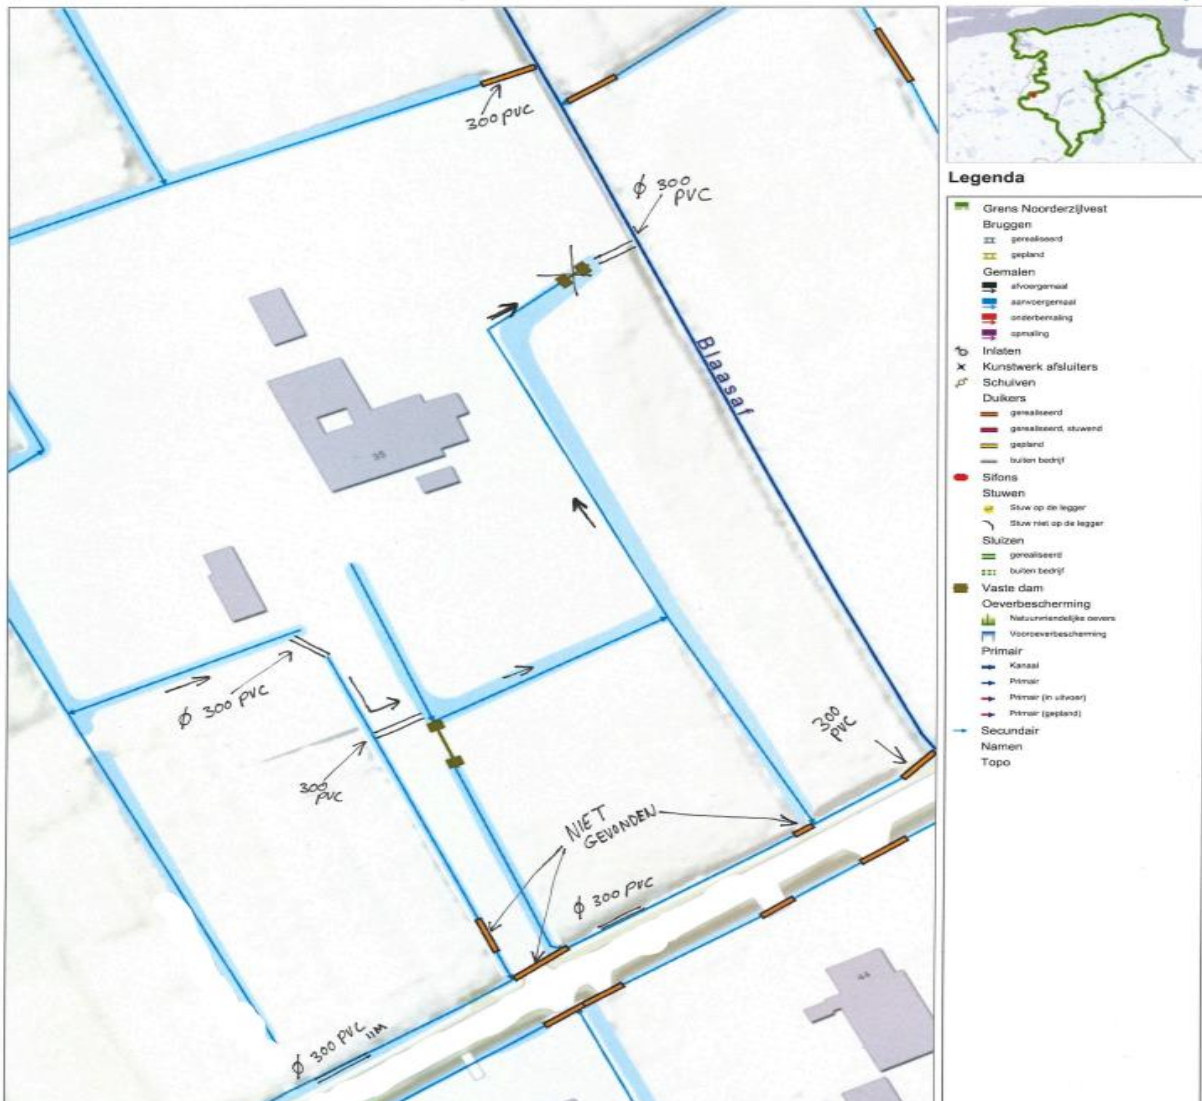 300 PVC
ϕ 300
PVC
Blaasaf
35
ϕ 300 PVC
300
PVC
300
PVC
NIET
GEVONDEN
ϕ 300 PVC
ϕ 300 PVC 11M
44
Legenda
Grens Noorderzijlvest
Bruggen
gerealiseerd
gepland
Gemalen
afvoergemaal
aanvoergemaal
onderbemaling
opmaling
Inlaten
Kunstwerk afsluiters
Schuiven
Duikers
gerealiseerd
gerealiseerd, stuwend
gepland
buiten bedrijf
Sifons
Stuwen
Stuw op de legger
Stuw niet op de legger
Sluizen
gerealiseerd
buiten bedrijf
Vaste dam
Oeverbescherming
Natuurvriendelijke oevers
Vooroeverbescherming
Primair
Kanaal
Primair
Primair (in uitvoer)
Primair (gepland)
Secundair
Namen
Topo